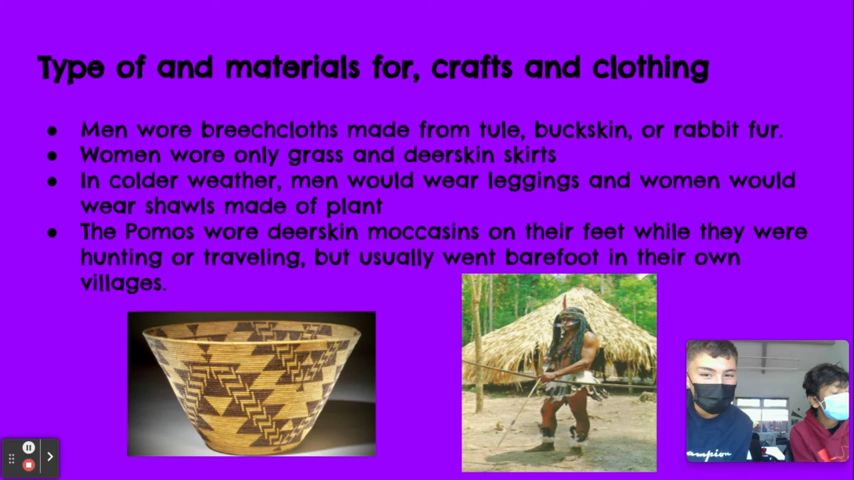 Type of and materials for, crafts and clothing
● Men wore breechcloths made from tule, buckskin, or rabbit fur.
● Women wore only grass and deerskin skirts
● In colder weather, men would wear leggings and women would
wear shawls made of plant
● The Pomos wore deerskin moccasins on their feet while they were
hunting or traveling, but usually went barefoot in their own
villages.
ampion